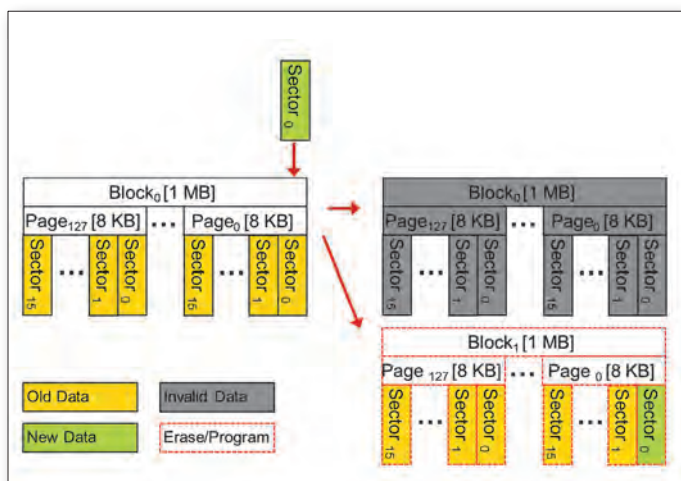 Sector 0
Block0 [1 MB]
Page127 [8 KB] ... Page0 [8 KB]
Sector 15 ... Sector 1 Sector 0 Sector 15 ... Sector 1 Sector 0
Block0 [1 MB]
Page127 [8 KB] ... Page0 [8 KB]
Sector 15 ... Sector 1 Sector 0 Sector 15 ... Sector 1 Sector 0
Block1 [1 MB]
Page 127 [8 KB] ... Page 0 [8 KB]
Sector 15 ... Sector 1 Sector 0 Sector 15 ... Sector 1 Sector 0
Old Data
Invalid Data
New Data
Erase/Program